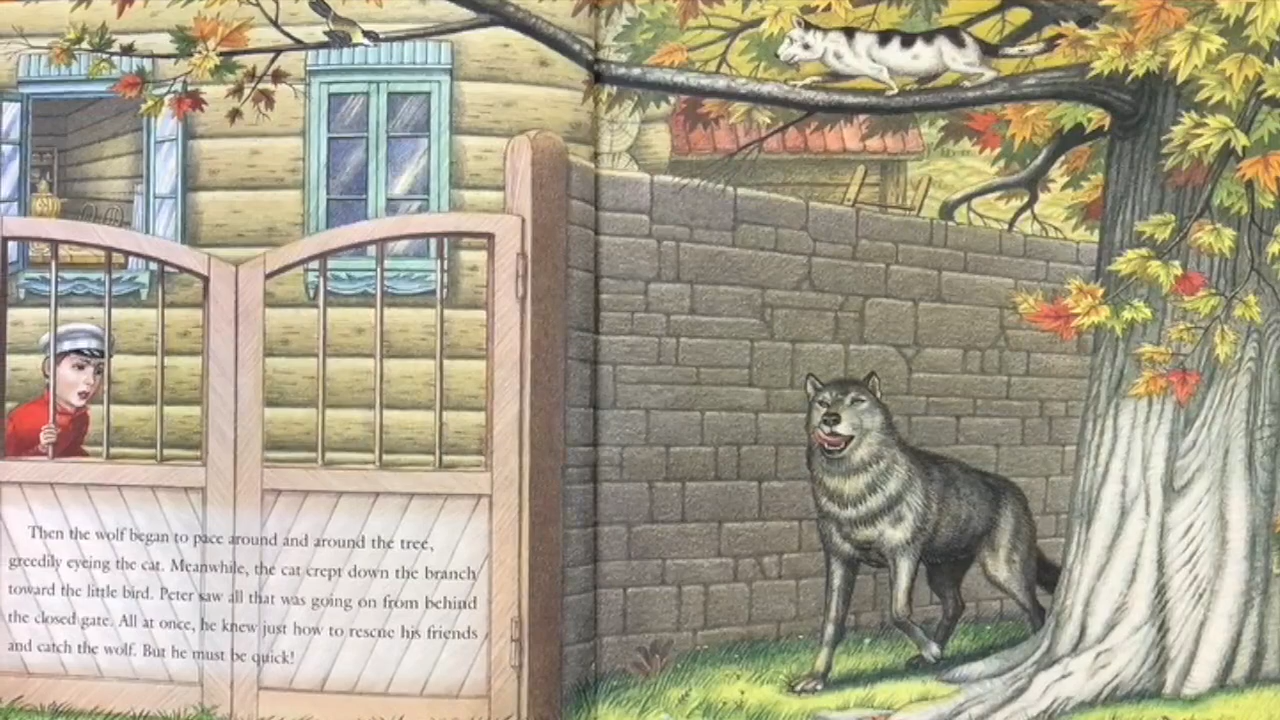 Then the wolf began to pace around and around the tree,
greedily eyeing the cat. Meanwhile, the cat crept down the branch
toward the little bird. Peter saw all that was going on from behind
the closed gate. All at once, he knew just how to rescue his friends
and catch the wolf. But he must be quick!